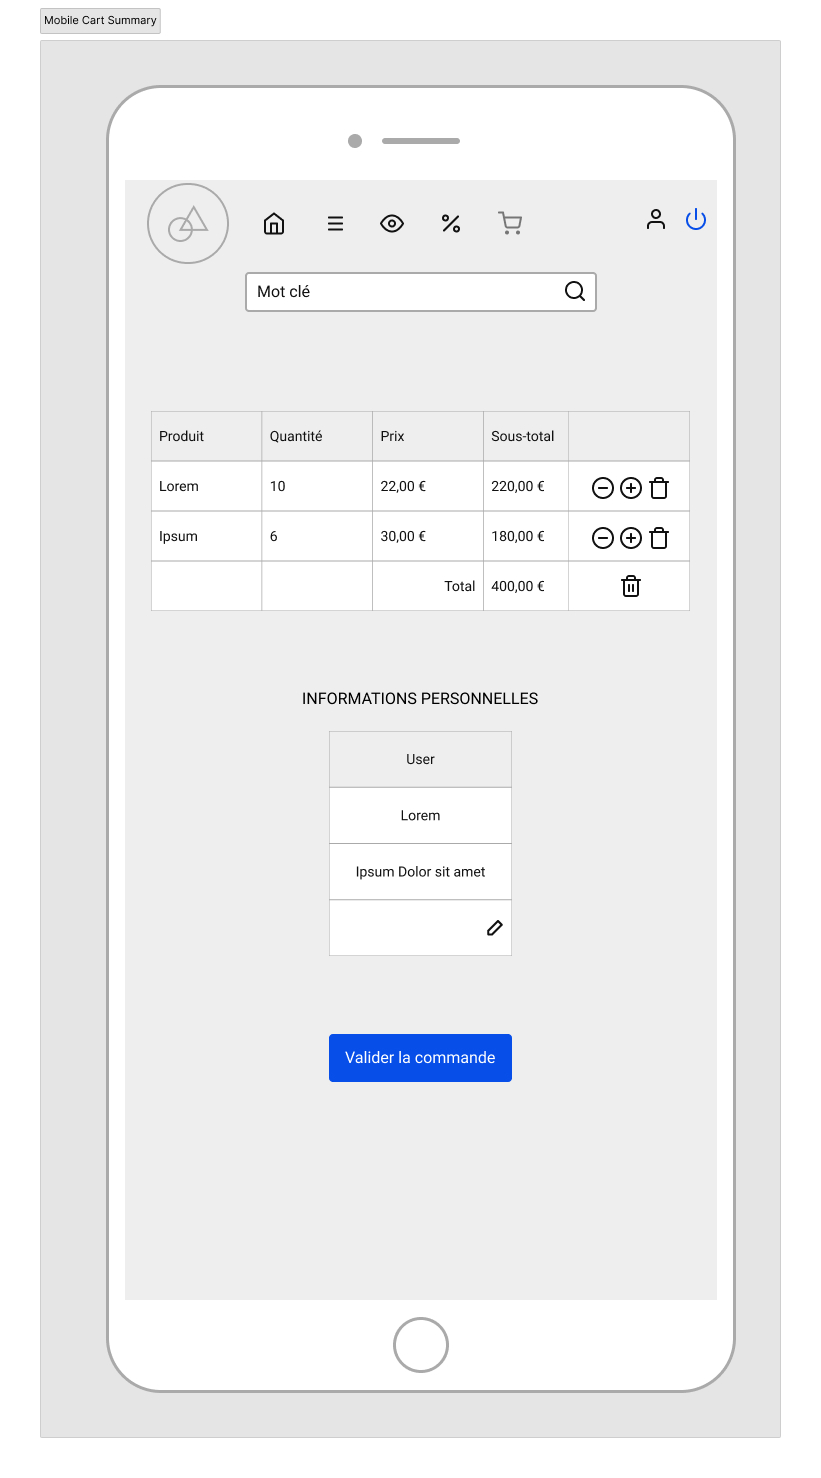 Mobile Cart Summary
Mot clé
Produit Quantité Prix Sous-total
Lorem 10 22,00 € 220,00 €
Ipsum 6 30,00 € 180,00 €
Total 400,00 €
INFORMATIONS PERSONNELLES
User
Lorem
Ipsum Dolor sit amet
Valider la commande